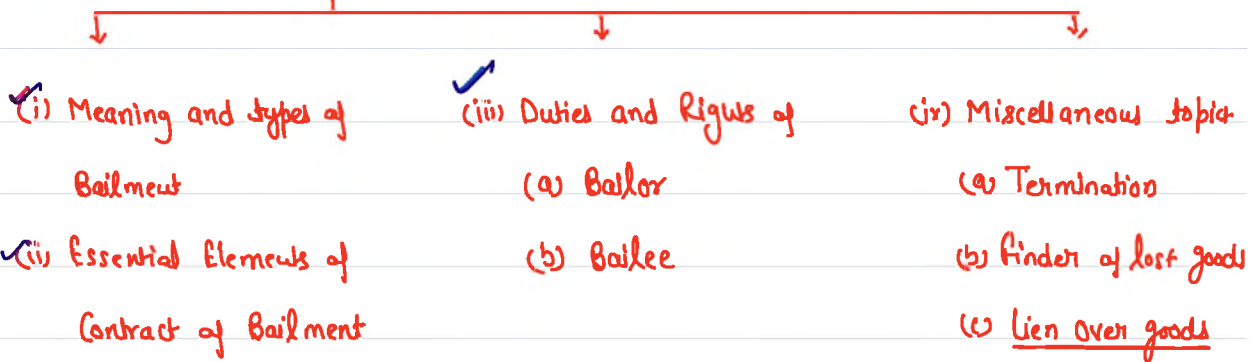 (i) Meaning and types of
Bailment
(ii) Essential Elements of
Contract of Bailment
(iii) Duties and Rights of
(a) Bailor
(b) Bailee
(iv) Miscellaneous topics
(a) Termination
(b) Finder of lost goods
(c) Lien over goods